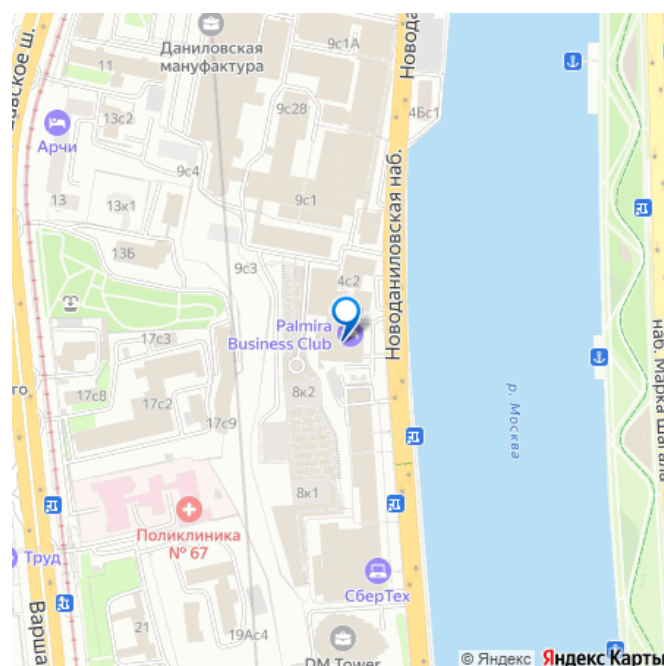 Даниловская
мануфактура
9с1А
11
13с2
9с28
4Бс1
Арчи
9с4
13
13к1
9с1
Новоданиловская наб.
13Б
9с3
4с2
Palmira
Business Club
17с3
17с8
17с2
17с9
8к2
р. Москва
наб. Марка Шагала
8к1
Поликлиника
№ 67
Труд
СберТех
21
19Ас4
DM Tower
© Яндекс Яндекс Карты